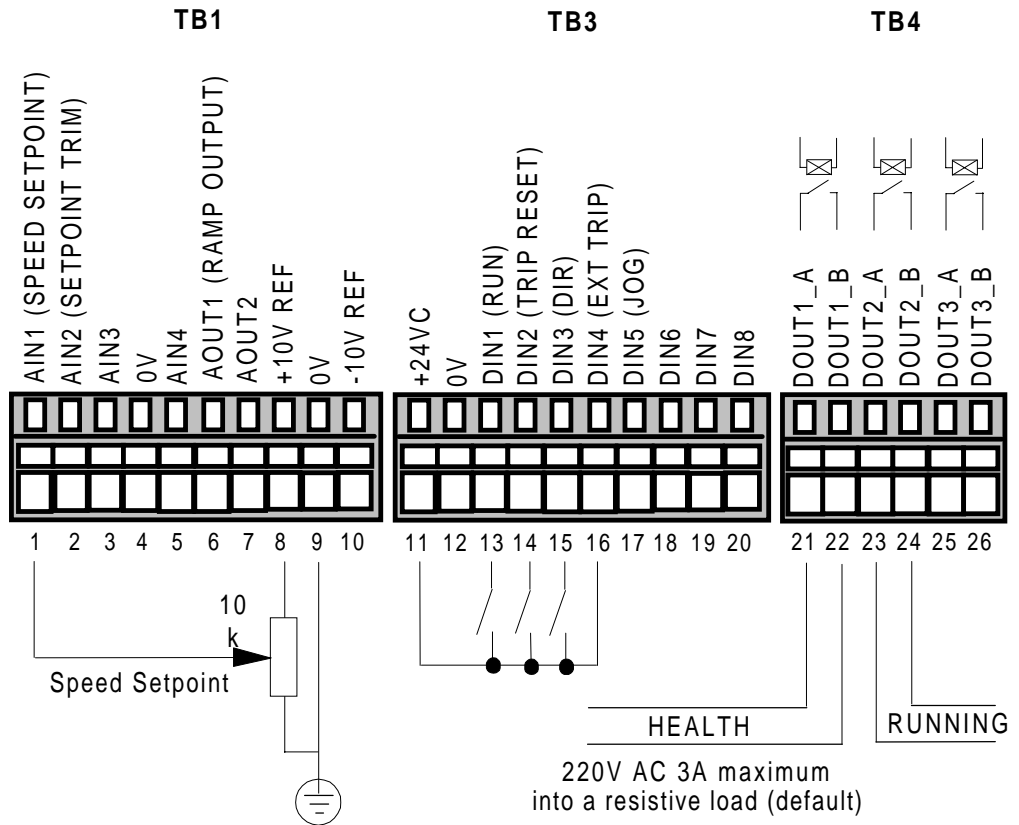 TB1
TB3
TB4
AIN1 (SPEED SETPOINT)
AIN2 (SETPOINT TRIM)
AIN3
0V
AIN4
AOUT1 (RAMP OUTPUT)
AOUT2
+10V REF
0V
-10V REF
+24VC
0V
DIN1 (RUN)
DIN2 (TRIP RESET)
DIN3 (DIR)
DIN4 (EXT TRIP)
DIN5 (JOG)
DIN6
DIN7
DIN8
DOUT1_A
DOUT1_B
DOUT2_A
DOUT2_B
DOUT3_A
DOUT3_B
1 2 3 4 5 6 7 8 9 10
11 12 13 14 15 16 17 18 19 20
21 22 23 24 25 26
10
k
Speed Setpoint
HEALTH
RUNNING
220V AC 3A maximum
into a resistive load (default)